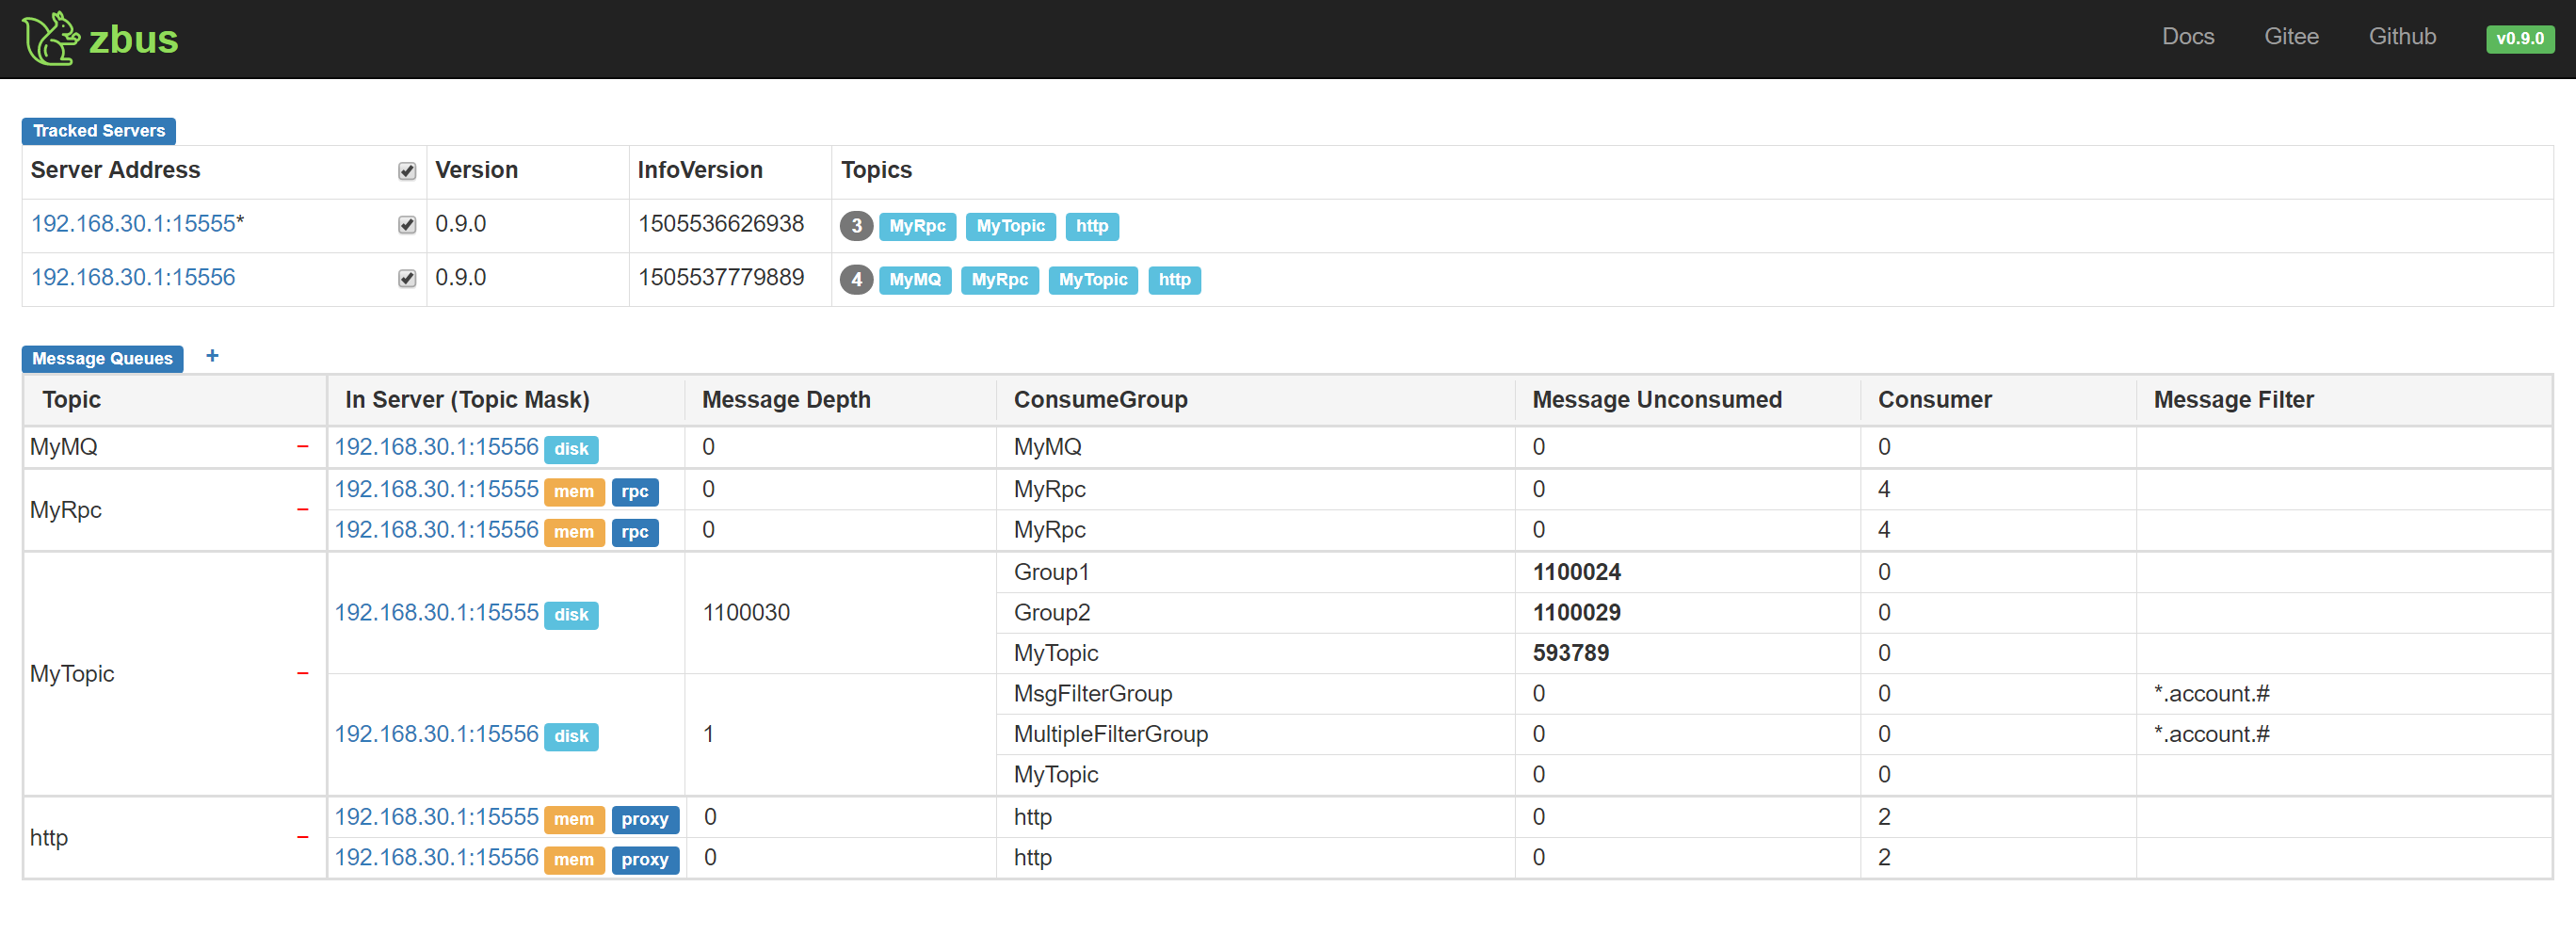 zbus Docs Gitee Github v0.9.0
Tracked Servers
Server Address Version InfoVersion Topics
192.168.30.1:15555* 0.9.0 1505536626938 3 MyRpc MyTopic http
192.168.30.1:15556 0.9.0 1505537779889 4 MyMQ MyRpc MyTopic http
Message Queues +
Topic In Server (Topic Mask) Message Depth ConsumeGroup Message Unconsumed Consumer Message Filter
MyMQ − 192.168.30.1:15556 disk 0 MyMQ 0 0
MyRpc − 192.168.30.1:15555 mem rpc 0 MyRpc 0 4
192.168.30.1:15556 mem rpc 0 MyRpc 0 4
MyTopic − 192.168.30.1:15555 disk 1100030 Group1 1100024 0
Group2 1100029 0
MyTopic 593789 0
192.168.30.1:15556 disk 1 MsgFilterGroup 0 0 *.account.#
MultipleFilterGroup 0 0 *.account.#
MyTopic 0 0
http − 192.168.30.1:15555 mem proxy 0 http 0 2
192.168.30.1:15556 mem proxy 0 http 0 2